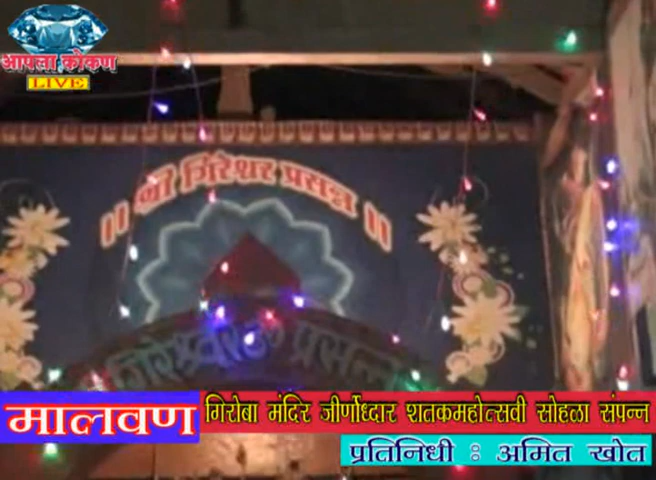 आपला कोकण
LIVE
॥ श्री गिरेश्वर प्रसन्न ॥
गिरेश्वर प्रसन्न
मालवण
गिरोबा मंदिर जीर्णोध्दार शतकमहोत्सवी सोहळा संपन्न
प्रतिनिधी : अमित खोत